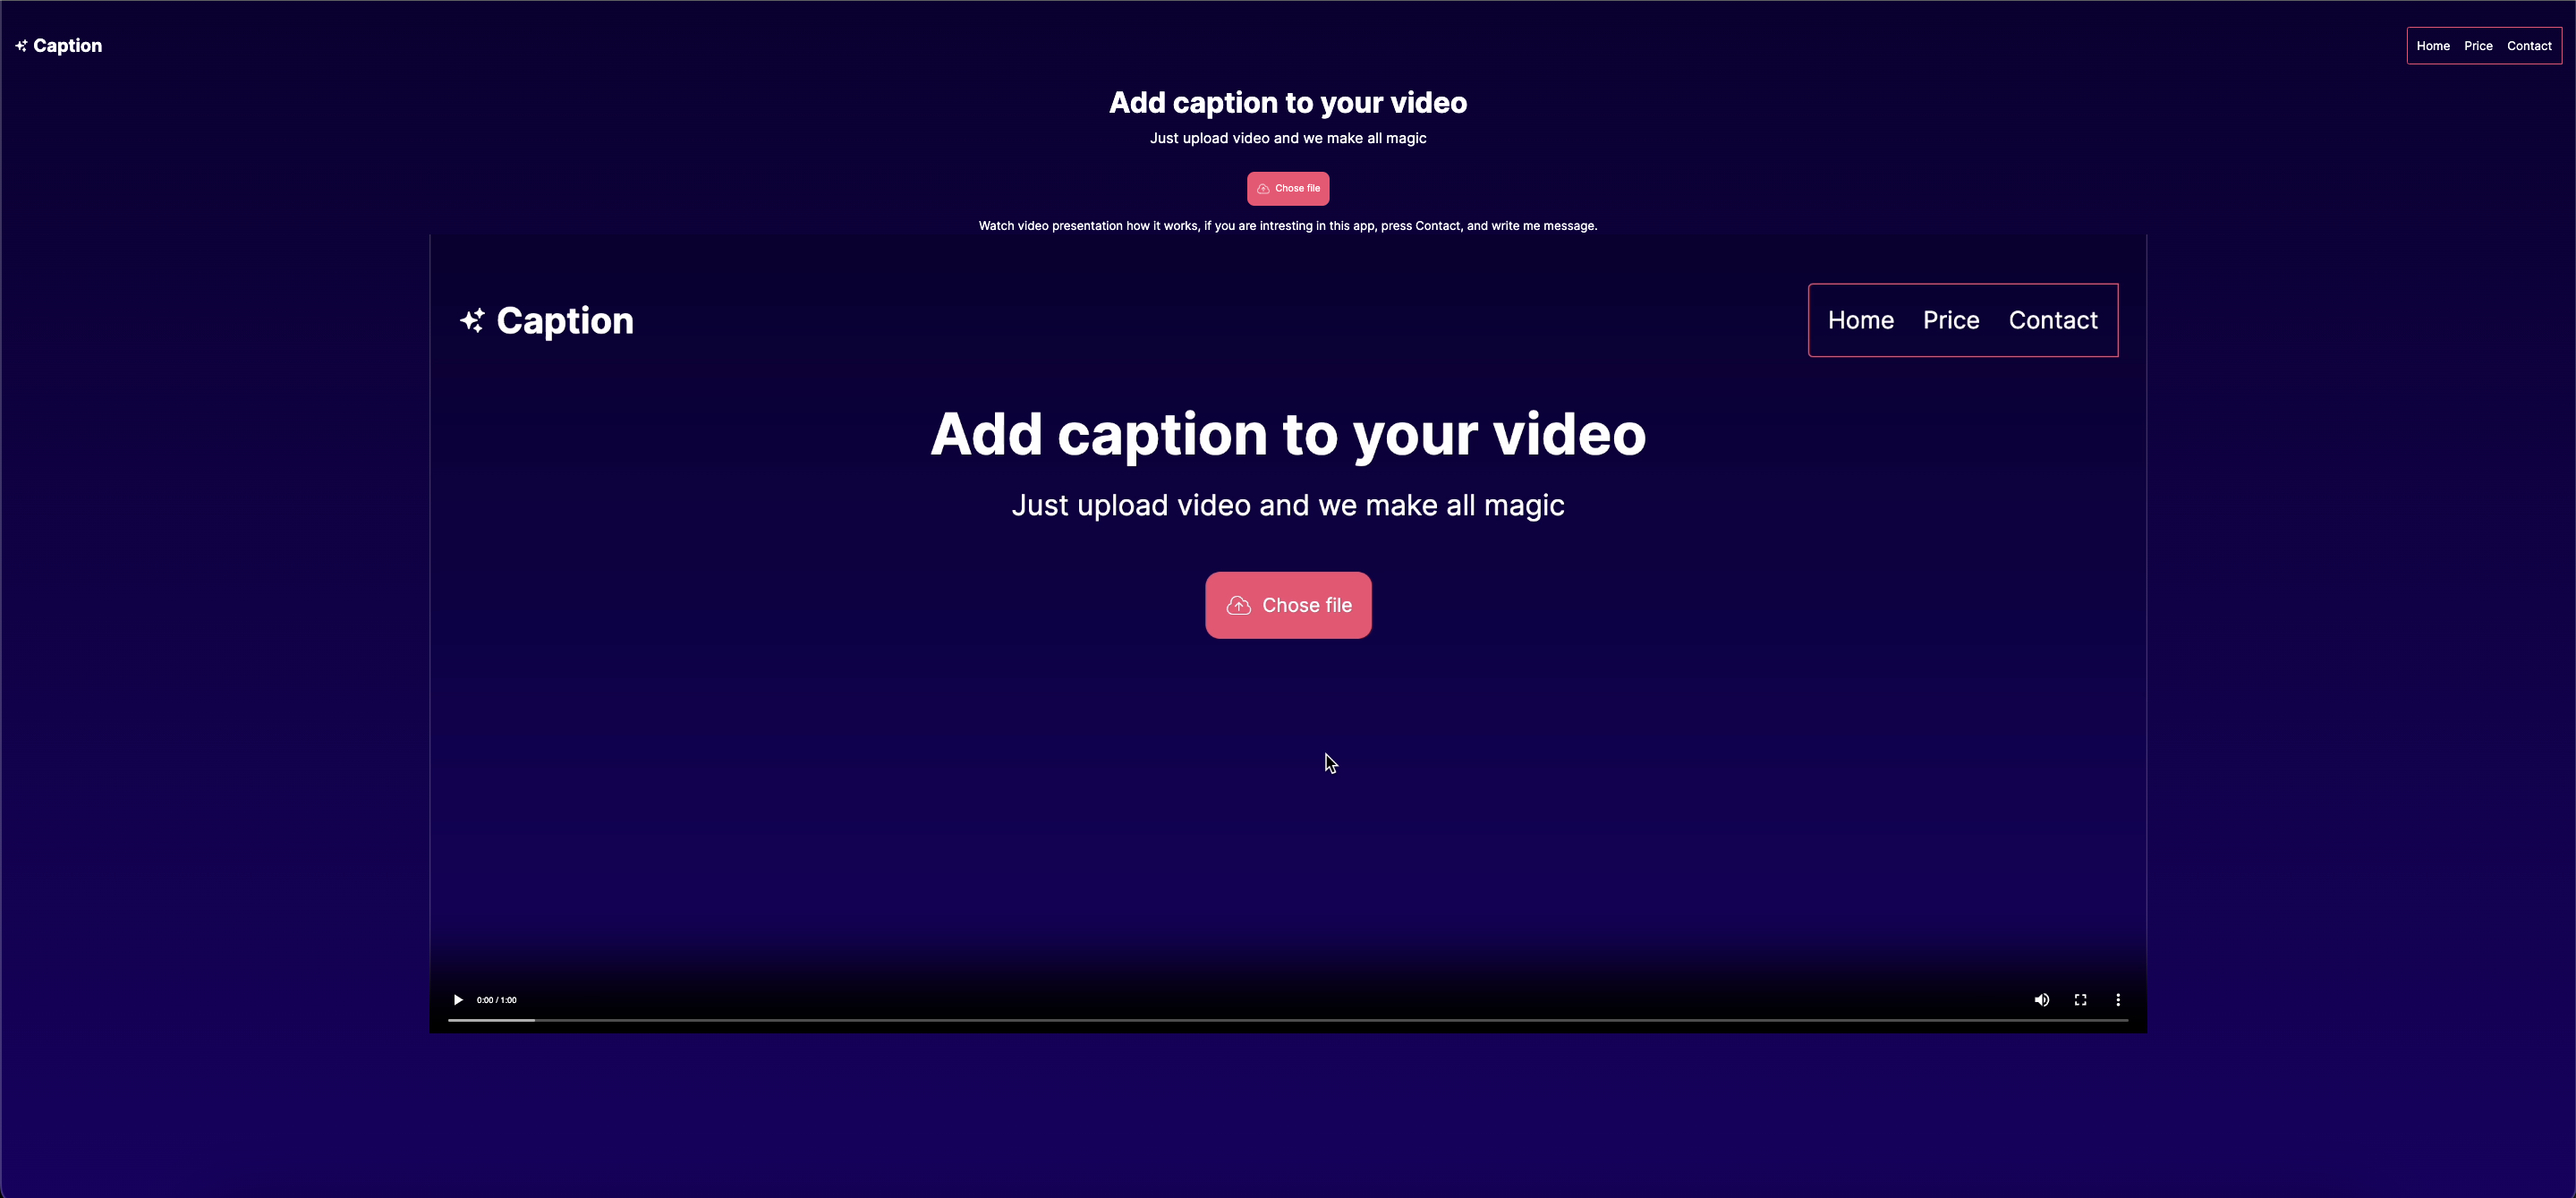 Caption
Home Price Contact
Add caption to your video
Just upload video and we make all magic
Chose file
Watch video presentation how it works, if you are intresting in this app, press Contact, and write me message.
Caption
Home Price Contact
Add caption to your video
Just upload video and we make all magic
Chose file
0:00 / 1:00